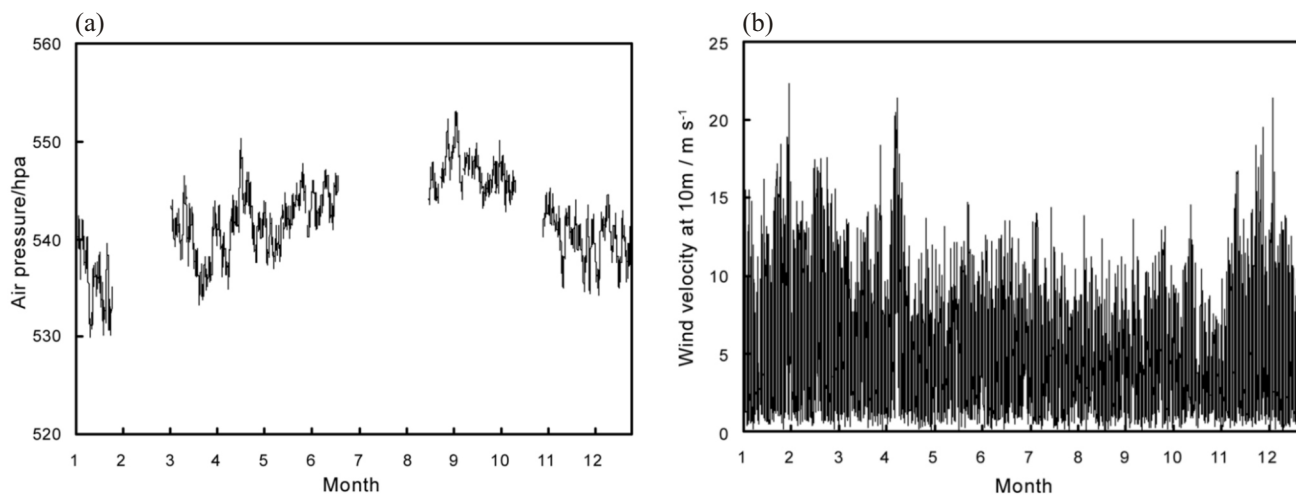 (a)
560
550
540
530
520
Air pressure/hpa
1 2 3 4 5 6 7 8 9 10 11 12
Month
(b)
25
20
15
10
5
0
Wind velocity at 10m / m s⁻¹
1 2 3 4 5 6 7 8 9 10 11 12
Month